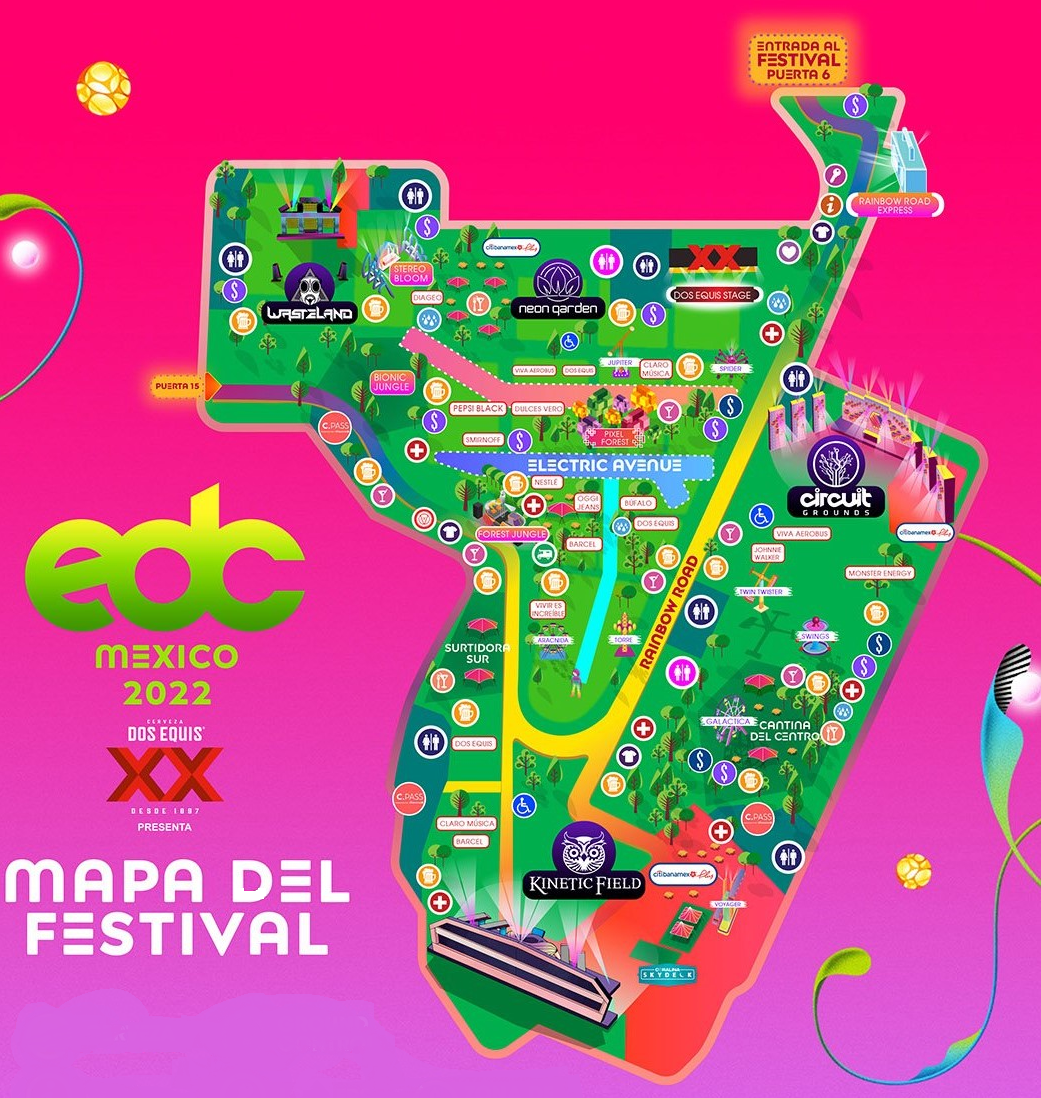 ENTRADA AL
FESTIVAL
PUERTA 6
RAINBOW ROAD
EXPRESS
citibanamex
XX
DOS EQUIS STAGE
STEREO
BLOOM
DIAGEO
WASTELAND
neon garden
JUPITER
CLARO
MÚSICA
SPIDER
VIVA AEROBUS
DOS EQUIS
PUERTA 15
BIONIC
JUNGLE
PEPSI BLACK
DULCES VERO
C.PASS
PIXEL
FOREST
SMIRNOFF
ELECTRIC AVENUE
circuit
GROUNDS
NESTLÉ
OGGI
JEANS
BÚFALO
DOS EQUIS
FOREST JUNGLE
BARCEL
VIVA AEROBUS
citibanamex
JOHNNIE
WALKER
MONSTER ENERGY
TWIN TWISTER
VIVIR ES
INCREÍBLE
RAINBOW ROAD
ARACNIDA
TORRE
SWINGS
SURTIDORA
SUR
edc
MEXICO
2022
CERVEZA
DOS EQUIS
XX
DESDE 1897
PRESENTA
GALACTICA
CANTINA
DEL CENTRO
DOS EQUIS
C.PASS
C.PASS
CLARO MÚSICA
BARCEL
MAPA DEL
FESTIVAL
KINETIC FIELD
citibanamex
VOYAGER
SKYDECK